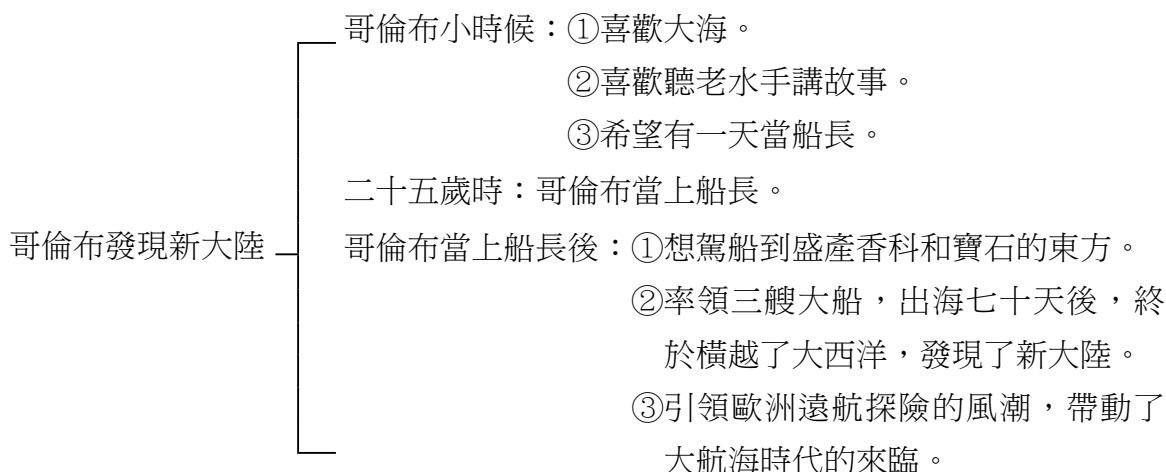 哥倫布小時候：①喜歡大海。
②喜歡聽老水手講故事。
③希望有一天當船長。
二十五歲時：哥倫布當上船長。
哥倫布發現新大陸
哥倫布當上船長後：①想駕船到盛產香科和寶石的東方。
②率領三艘大船，出海七十天後，終
於橫越了大西洋，發現了新大陸。
③引領歐洲遠航探險的風潮，帶動了
大航海時代的來臨。